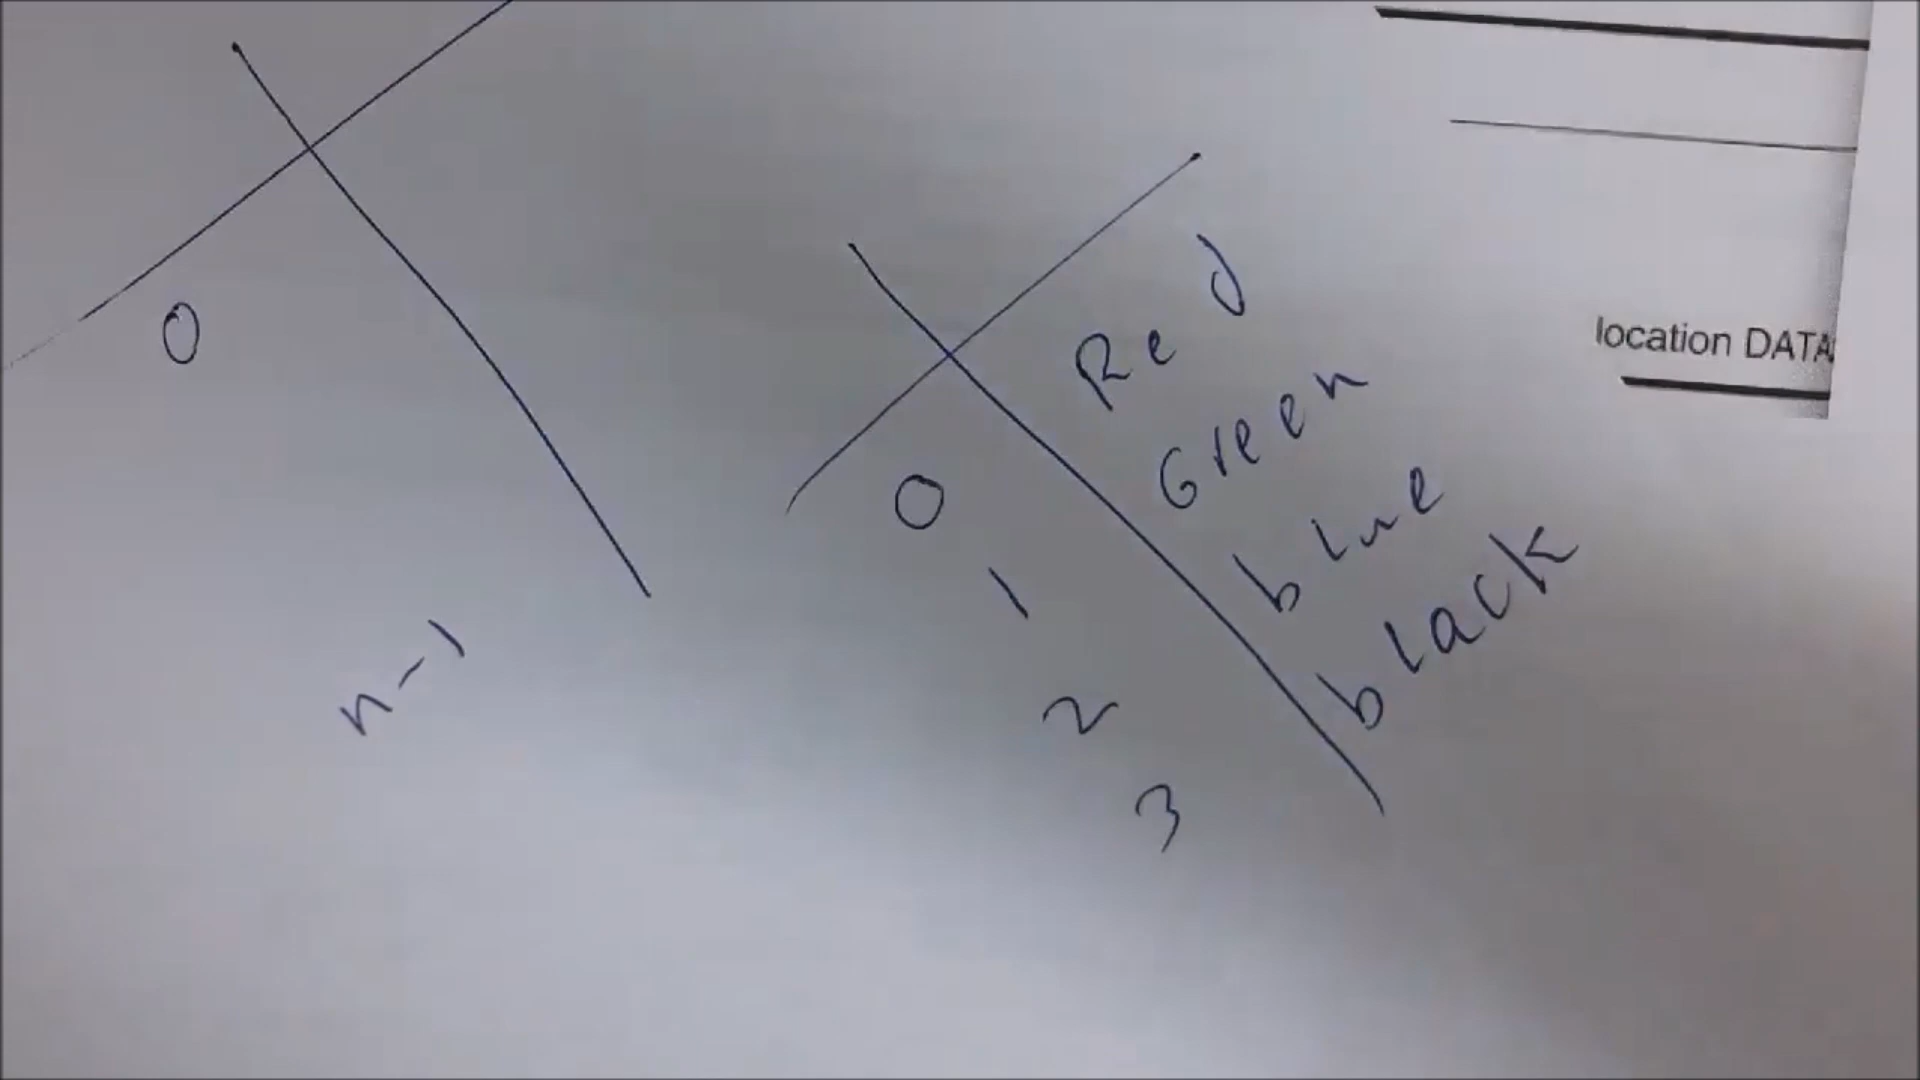 0
n-1
0 Red
1 Green
2 blue
3 black
location DATA